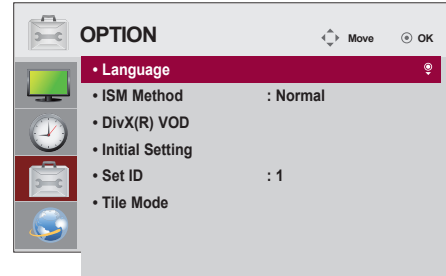 OPTION Move OK
• Language
• ISM Method : Normal
• DivX(R) VOD
• Initial Setting
• Set ID : 1
• Tile Mode